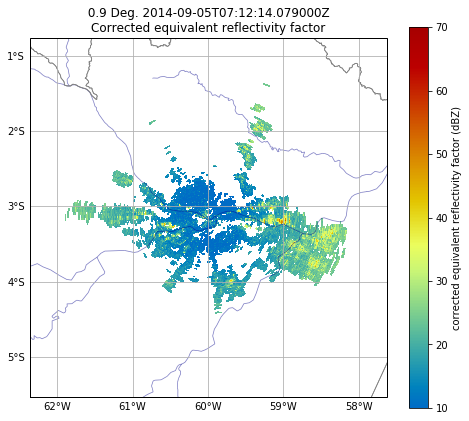 0.9 Deg. 2014-09-05T07:12:14.079000Z
Corrected equivalent reflectivity factor
1°S
2°S
3°S
4°S
5°S
62°W
61°W
60°W
59°W
58°W
70
60
50
40
30
20
10
corrected equivalent reflectivity factor (dBZ)